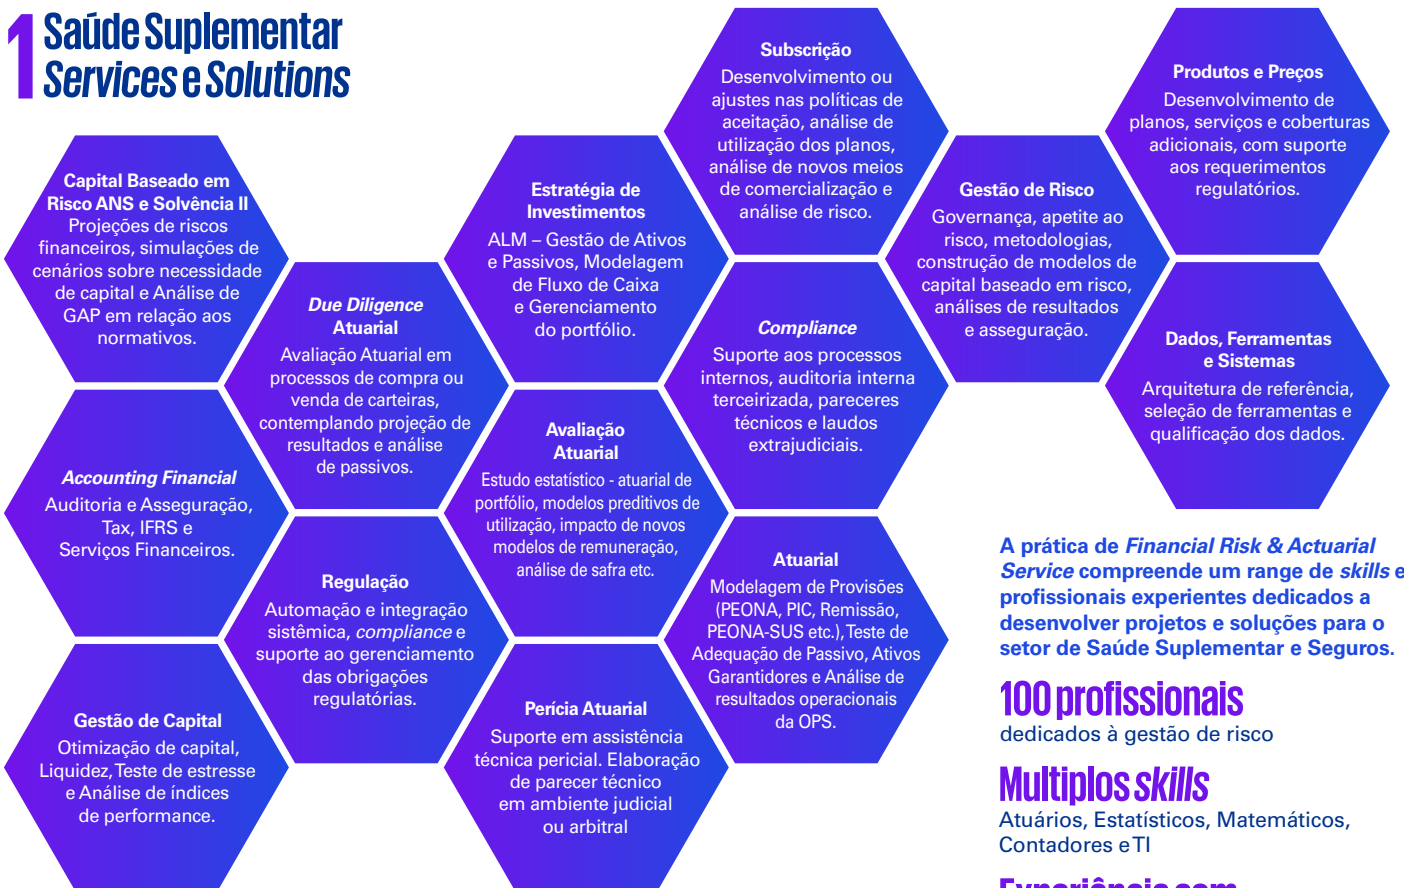 1 Saúde Suplementar
Services e Solutions
Capital Baseado em
Risco ANS e Solvência II
Projeções de riscos
financeiros, simulações de
cenários sobre necessidade
de capital e Análise de
GAP em relação aos
normativos.
Accounting Financial
Auditoria e Asseguração,
Tax, IFRS e
Serviços Financeiros.
Gestão de Capital
Otimização de capital,
Liquidez, Teste de estresse
e Análise de índices
de performance.
Due Diligence
Atuarial
Avaliação Atuarial em
processos de compra ou
venda de carteiras,
contemplando projeção de
resultados e análise
de passivos.
Regulação
Automação e integração
sistêmica, compliance e
suporte ao gerenciamento
das obrigações
regulatórias.
Estratégia de
Investimentos
ALM – Gestão de Ativos
e Passivos, Modelagem
de Fluxo de Caixa
e Gerenciamento
do portfólio.
Avaliação
Atuarial
Estudo estatístico - atuarial de
portfólio, modelos preditivos de
utilização, impacto de novos
modelos de remuneração,
análise de safra etc.
Perícia Atuarial
Suporte em assistência
técnica pericial. Elaboração
de parecer técnico
em ambiente judicial
ou arbitral
Subscrição
Desenvolvimento ou
ajustes nas políticas de
aceitação, análise de
utilização dos planos,
análise de novos meios
de comercialização e
análise de risco.
Compliance
Suporte aos processos
internos, auditoria interna
terceirizada, pareceres
técnicos e laudos
extrajudiciais.
Atuarial
Modelagem de Provisões
(PEONA, PIC, Remissão,
PEONA-SUS etc.), Teste de
Adequação de Passivo, Ativos
Garantidores e Análise de
resultados operacionais
da OPS.
Gestão de Risco
Governança, apetite ao
risco, metodologias,
construção de modelos de
capital baseado em risco,
análises de resultados
e asseguração.
Produtos e Preços
Desenvolvimento de
planos, serviços e coberturas
adicionais, com suporte
aos requerimentos
regulatórios.
Dados, Ferramentas
e Sistemas
Arquitetura de referência,
seleção de ferramentas e
qualificação dos dados.
A prática de Financial Risk & Actuarial
Service compreende um range de skills e
profissionais experientes dedicados a
desenvolver projetos e soluções para o
setor de Saúde Suplementar e Seguros.
100 profissionais
dedicados à gestão de risco
Multiplos skills
Atuários, Estatísticos, Matemáticos,
Contadores e TI
Experiência com